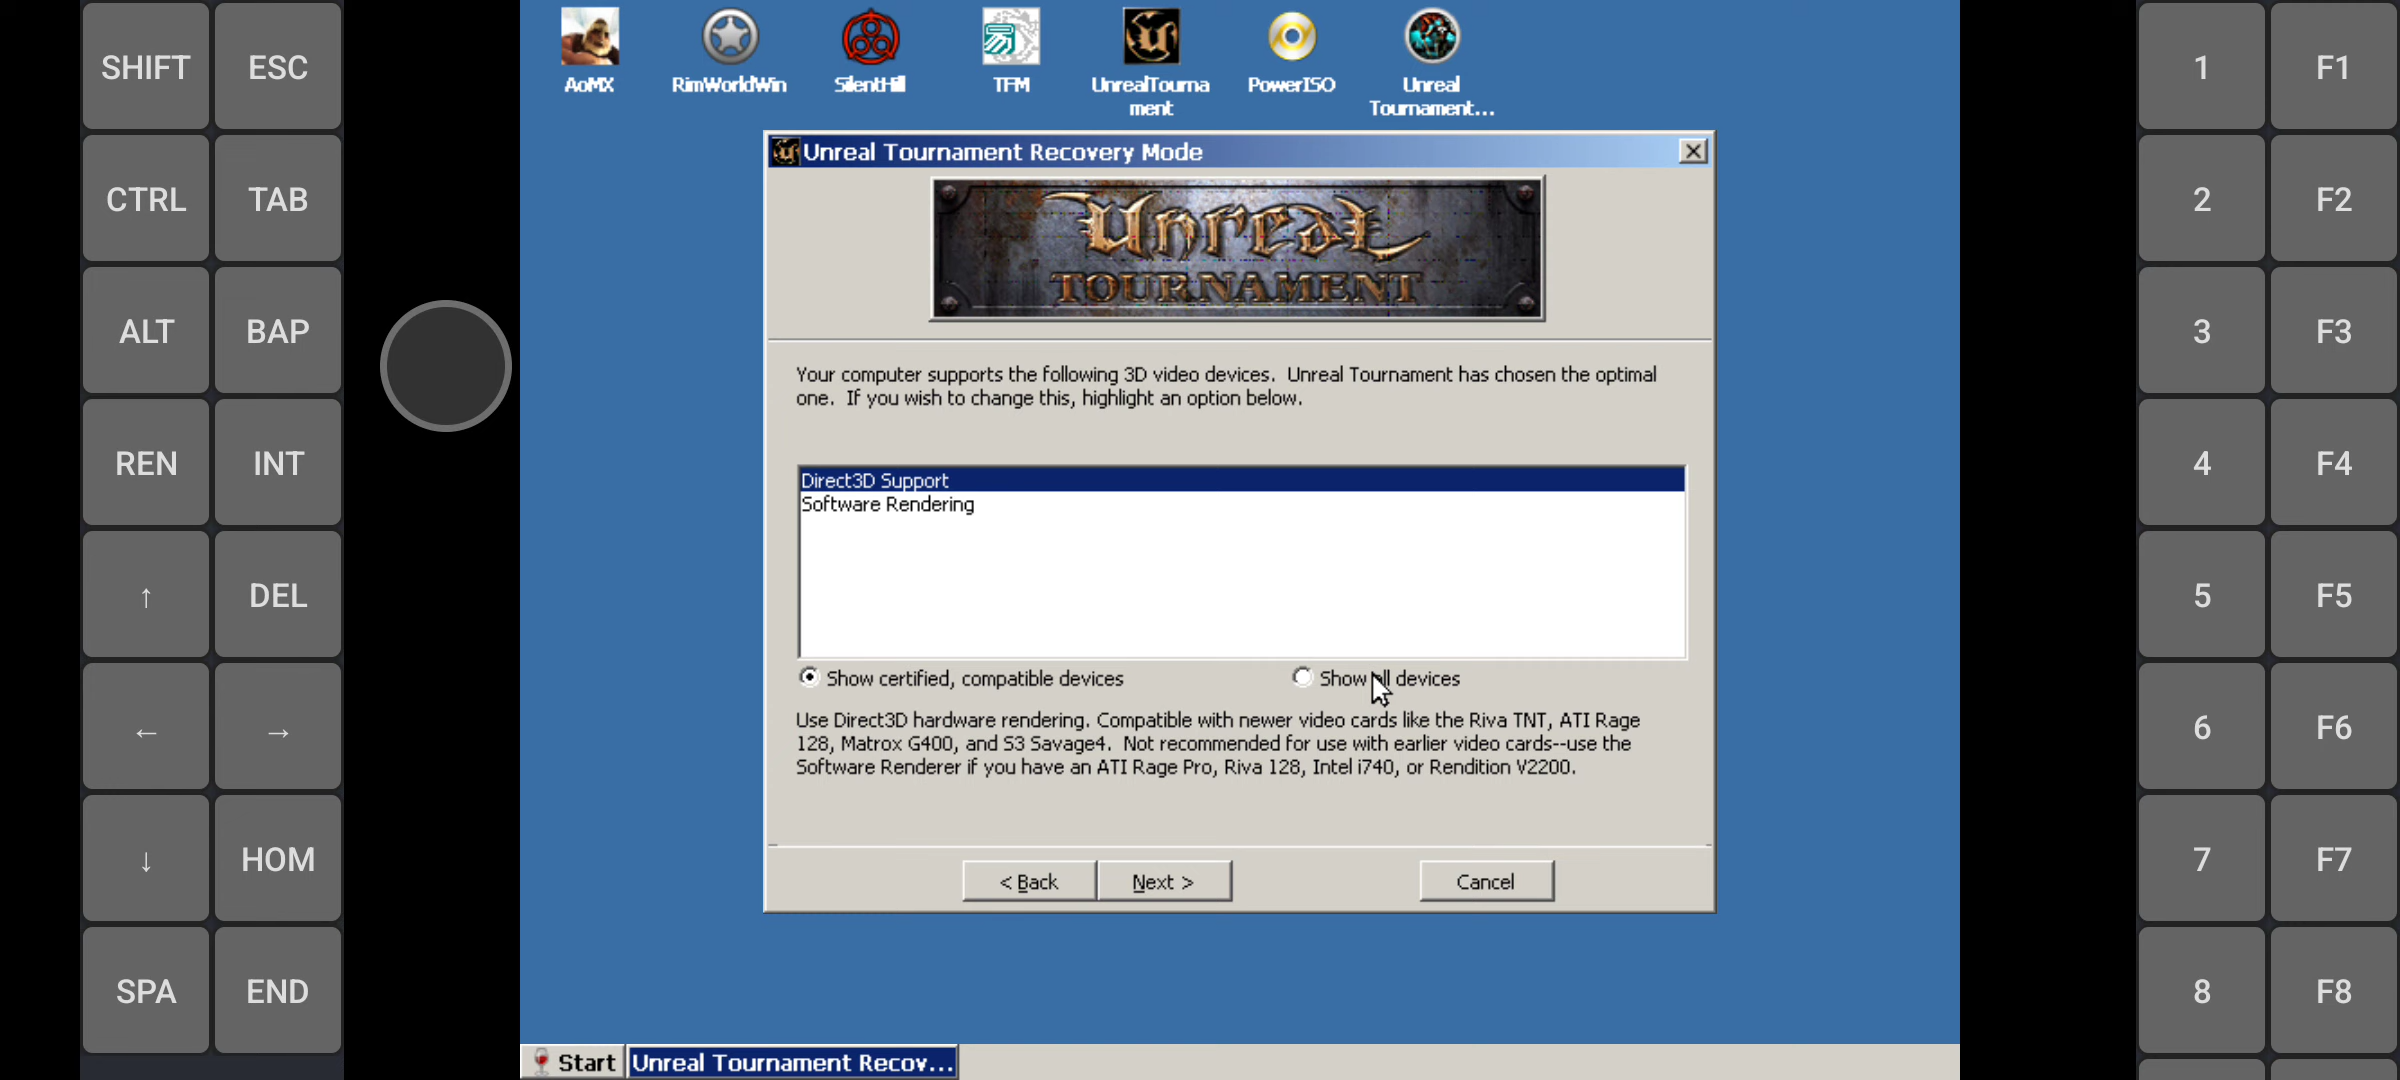 SHIFT ESC
CTRL TAB
ALT BAP
REN INT
↑ DEL
← →
↓ HOM
SPA END
AoMX
RimWorldWin
SilentHill
TFM
UnrealTourna
ment
PowerISO
Unreal
Tournament...
Unreal Tournament Recovery Mode
Unreal
TOURNAMENT
Your computer supports the following 3D video devices. Unreal Tournament has chosen the optimal
one. If you wish to change this, highlight an option below.
Direct3D Support
Software Rendering
Show certified, compatible devices
Show all devices
Use Direct3D hardware rendering. Compatible with newer video cards like the Riva TNT, ATI Rage
128, Matrox G400, and S3 Savage4. Not recommended for use with earlier video cards--use the
Software Renderer if you have an ATI Rage Pro, Riva 128, Intel i740, or Rendition V2200.
< Back
Next >
Cancel
Start
Unreal Tournament Recov...
1 F1
2 F2
3 F3
4 F4
5 F5
6 F6
7 F7
8 F8